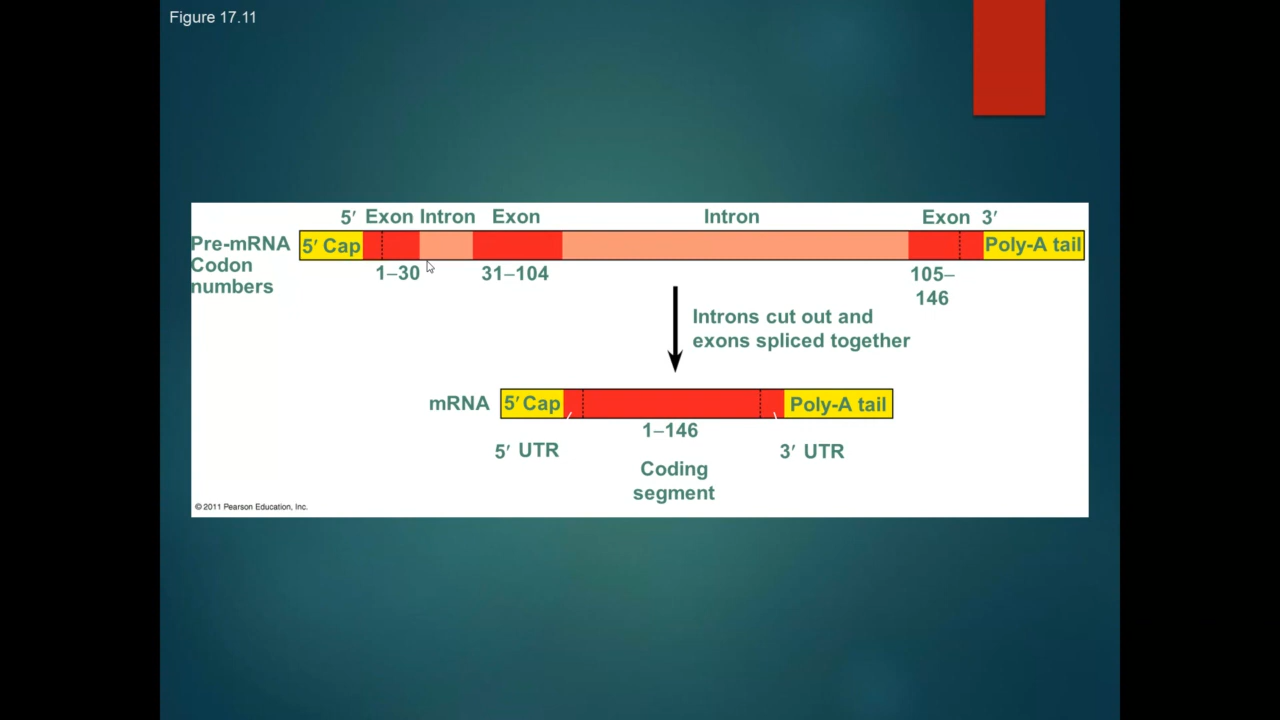 Figure 17.11
5′ Exon Intron Exon Intron Exon 3′
Pre-mRNA 5′ Cap Poly-A tail
Codon
numbers
1–30 31–104 105–
146
Introns cut out and
exons spliced together
mRNA 5′ Cap Poly-A tail
1–146
5′ UTR 3′ UTR
Coding
segment
© 2011 Pearson Education, Inc.